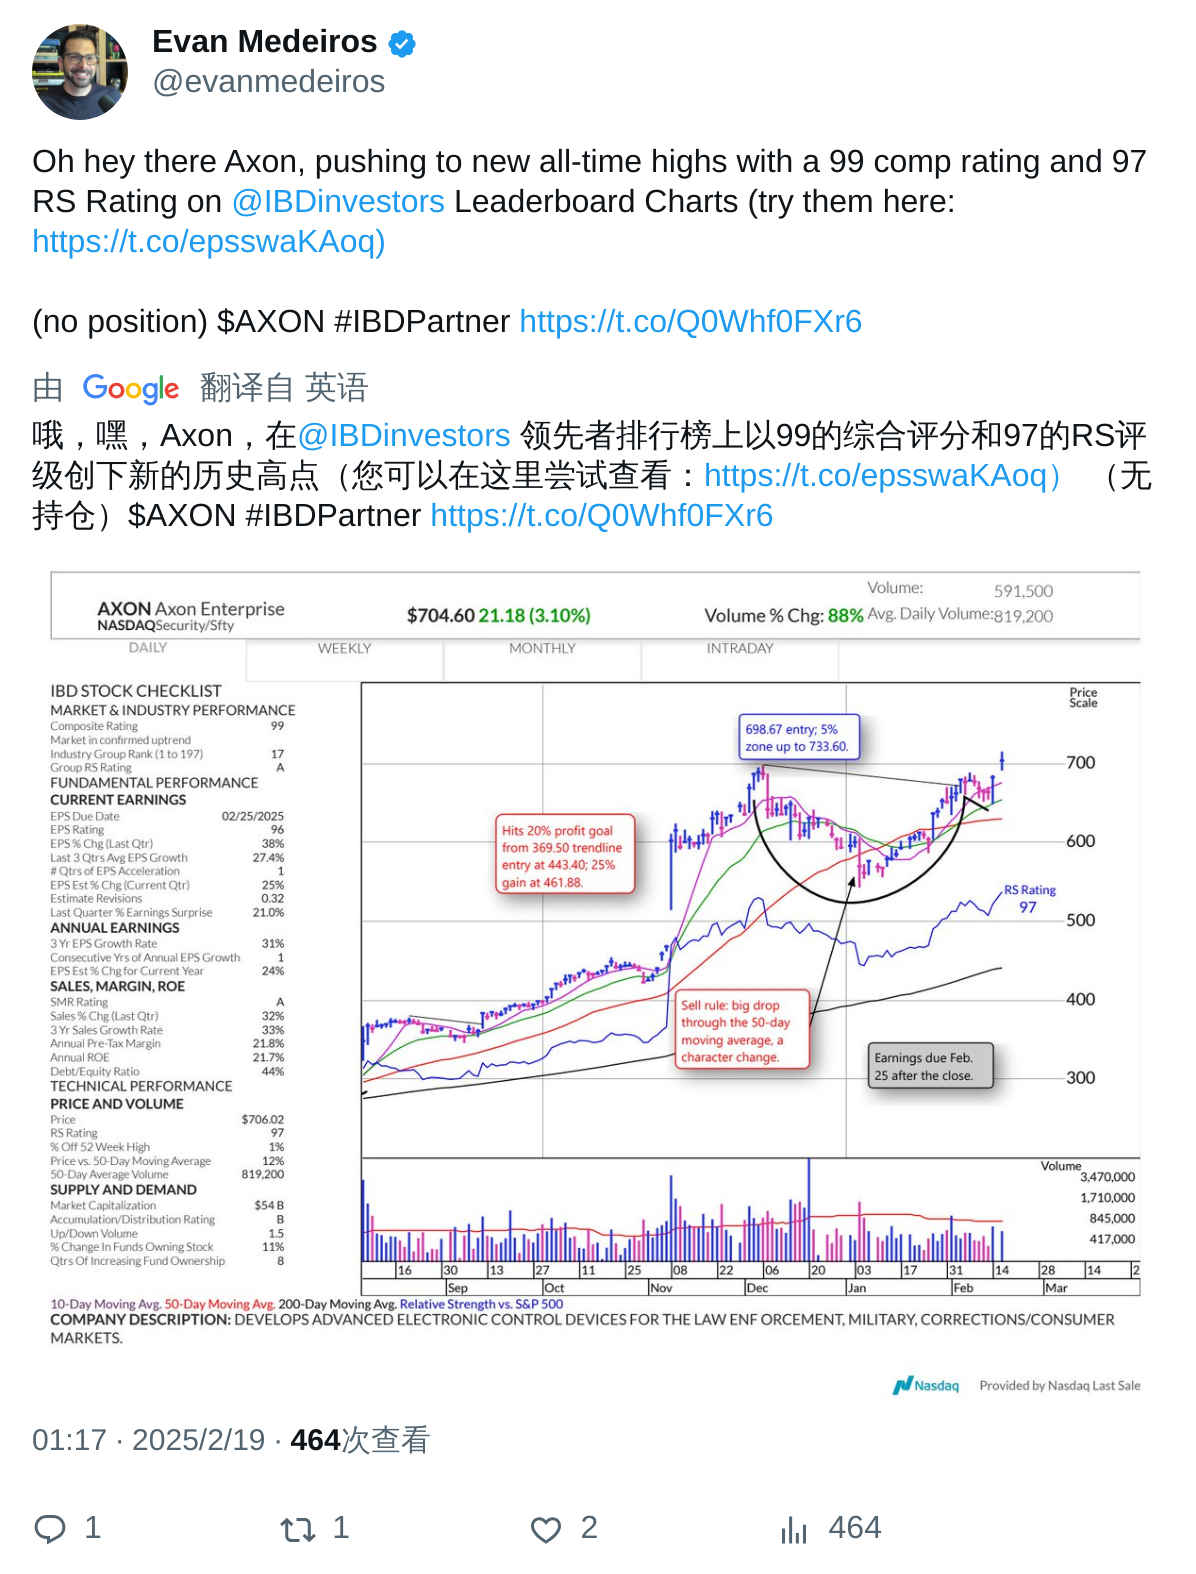 Evan Medeiros
@evanmedeiros
Oh hey there Axon, pushing to new all-time highs with a 99 comp rating and 97
RS Rating on @IBDinvestors Leaderboard Charts (try them here:
https://t.co/epsswaKAoq)
(no position) $AXON #IBDPartner https://t.co/Q0Whf0FXr6
由 Google 翻译自 英语
哦，嘿，Axon，在@IBDinvestors 领先者排行榜上以99的综合评分和97的RS评
级创下新的历史高点（您可以在这里尝试查看：https://t.co/epsswaKAoq） （无
持仓）$AXON #IBDPartner https://t.co/Q0Whf0FXr6
AXON Axon Enterprise
NASDAQSecurity/Sfty
$704.60 21.18 (3.10%)
Volume: 591,500
Volume % Chg: 88% Avg. Daily Volume:819,200
DAILY WEEKLY MONTHLY INTRADAY
IBD STOCK CHECKLIST
MARKET & INDUSTRY PERFORMANCE
Composite Rating 99
Market in confirmed uptrend
Industry Group Rank (1 to 197) 17
Group RS Rating A
FUNDAMENTAL PERFORMANCE
CURRENT EARNINGS
EPS Due Date 02/25/2025
EPS Rating 96
EPS % Chg (Last Qtr) 38%
Last 3 Qtrs Avg EPS Growth 27.4%
# Qtrs of EPS Acceleration 1
EPS Est % Chg (Current Qtr) 25%
Estimate Revisions 0.32
Last Quarter % Earnings Surprise 21.0%
ANNUAL EARNINGS
3 Yr EPS Growth Rate 31%
Consecutive Yrs of Annual EPS Growth 1
EPS Est % Chg for Current Year 24%
SALES, MARGIN, ROE
SMR Rating A
Sales % Chg (Last Qtr) 32%
3 Yr Sales Growth Rate 33%
Annual Pre-Tax Margin 21.8%
Annual ROE 21.7%
Debt/Equity Ratio 44%
TECHNICAL PERFORMANCE
PRICE AND VOLUME
Price $706.02
RS Rating 97
% Off 52 Week High 1%
Price vs. 50-Day Moving Average 12%
50-Day Average Volume 819,200
SUPPLY AND DEMAND
Market Capitalization $54 B
Accumulation/Distribution Rating B
Up/Down Volume 1.5
% Change In Funds Owning Stock 11%
Qtrs Of Increasing Fund Ownership 8
Price
Scale
698.67 entry; 5%
zone up to 733.60.
700
Hits 20% profit goal
from 369.50 trendline
entry at 443.40; 25%
gain at 461.88.
600
RS Rating
97
500
400
Sell rule: big drop
through the 50-day
moving average, a
character change.
Earnings due Feb.
25 after the close.
300
Volume
3,470,000
1,710,000
845,000
417,000
16 30 13 27 11 25 08 22 06 20 03 17 31 14 28 14 2
Sep Oct Nov Dec Jan Feb Mar
10-Day Moving Avg. 50-Day Moving Avg. 200-Day Moving Avg. Relative Strength vs. S&P 500
COMPANY DESCRIPTION: DEVELOPS ADVANCED ELECTRONIC CONTROL DEVICES FOR THE LAW ENF ORCEMENT, MILITARY, CORRECTIONS/CONSUMER
MARKETS.
Nasdaq Provided by Nasdaq Last Sale
01:17 · 2025/2/19 · 464次查看
1 1 2 464